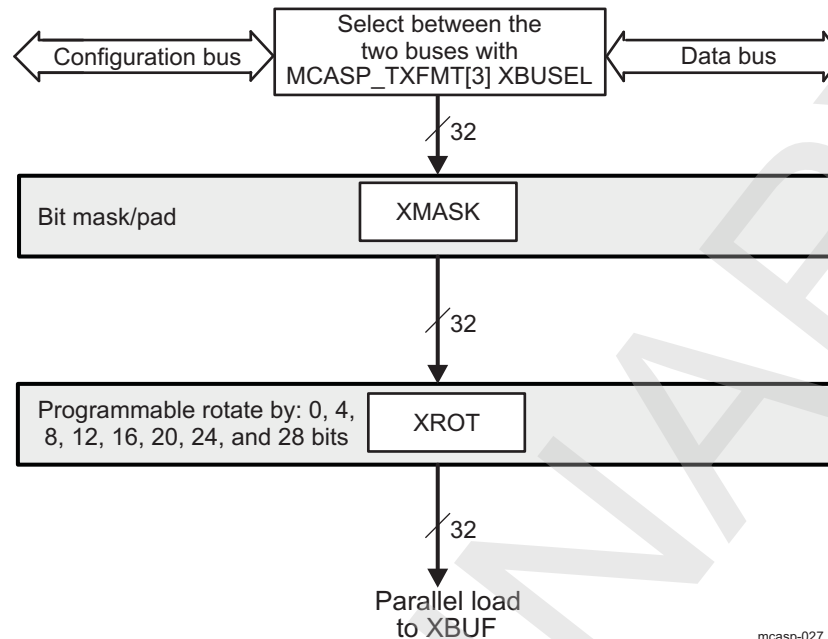 Configuration bus
Select between the
two buses with
MCASP_TXFMT[3] XBUSEL
Data bus
32
Bit mask/pad
XMASK
32
Programmable rotate by: 0, 4,
8, 12, 16, 20, 24, and 28 bits
XROT
32
Parallel load
to XBUF
mcasp-027